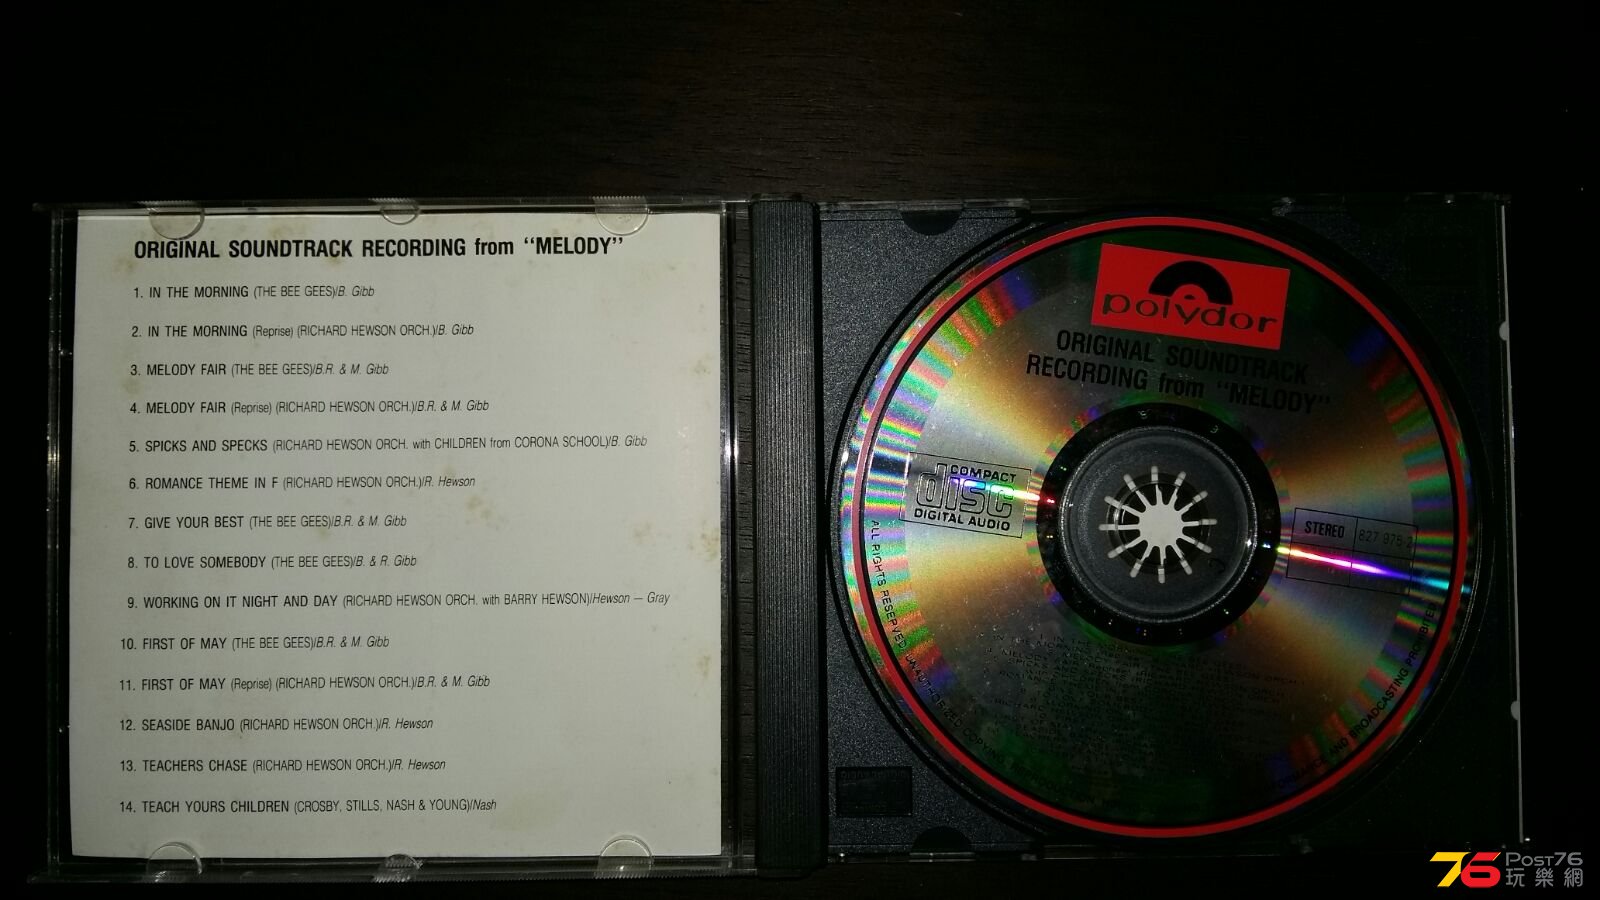 ORIGINAL SOUNDTRACK RECORDING from “MELODY”
1. IN THE MORNING (THE BEE GEES)/B. Gibb
2. IN THE MORNING (Reprise) (RICHARD HEWSON ORCH.)/B. Gibb
3. MELODY FAIR (THE BEE GEES)/B.R. & M. Gibb
4. MELODY FAIR (Reprise) (RICHARD HEWSON ORCH.)/B.R. & M. Gibb
5. SPICKS AND SPECKS (RICHARD HEWSON ORCH. with CHILDREN from CORONA SCHOOL)/B. Gibb
6. ROMANCE THEME IN F (RICHARD HEWSON ORCH.)/R. Hewson
7. GIVE YOUR BEST (THE BEE GEES)/B.R. & M. Gibb
8. TO LOVE SOMEBODY (THE BEE GEES)/B. & R. Gibb
9. WORKING ON IT NIGHT AND DAY (RICHARD HEWSON ORCH. with BARRY HEWSON)/Hewson — Gray
10. FIRST OF MAY (THE BEE GEES)/B.R. & M. Gibb
11. FIRST OF MAY (Reprise) (RICHARD HEWSON ORCH.)/B.R. & M. Gibb
12. SEASIDE BANJO (RICHARD HEWSON ORCH.)/R. Hewson
13. TEACHERS CHASE (RICHARD HEWSON ORCH.)/R. Hewson
14. TEACH YOURS CHILDREN (CROSBY, STILLS, NASH & YOUNG)/Nash
polydor
ORIGINAL SOUNDTRACK
RECORDING from “MELODY”
COMPACT
disc
DIGITAL AUDIO
STEREO
ALL RIGHTS RESERVED. UNAUTHORIZED COPYING, REPRODUCTION
PERFORMANCE AND BROADCASTING PROHIBITED
76 Post76
玩樂網